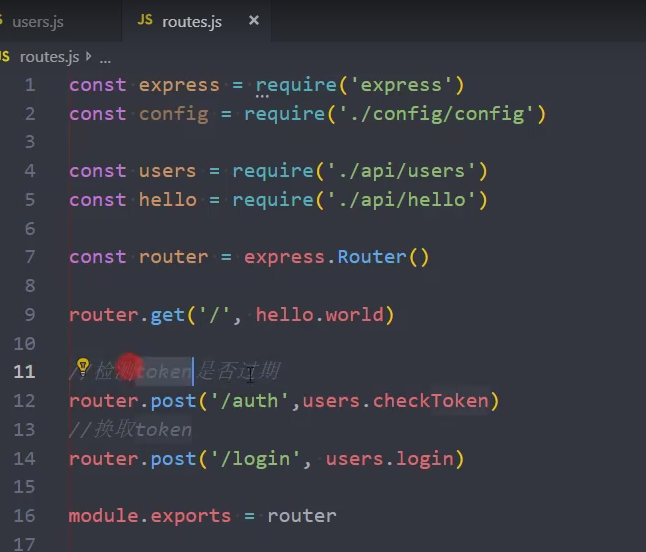 users.js
JS routes.js ×
JS routes.js › ...
1 const express = require('express')
2 const config = require('./config/config')
3
4 const users = require('./api/users')
5 const hello = require('./api/hello')
6
7 const router = express.Router()
8
9 router.get('/', hello.world)
10
11 //检测token是否过期
12 router.post('/auth',users.checkToken)
13 //换取token
14 router.post('/login', users.login)
15
16 module.exports = router
17